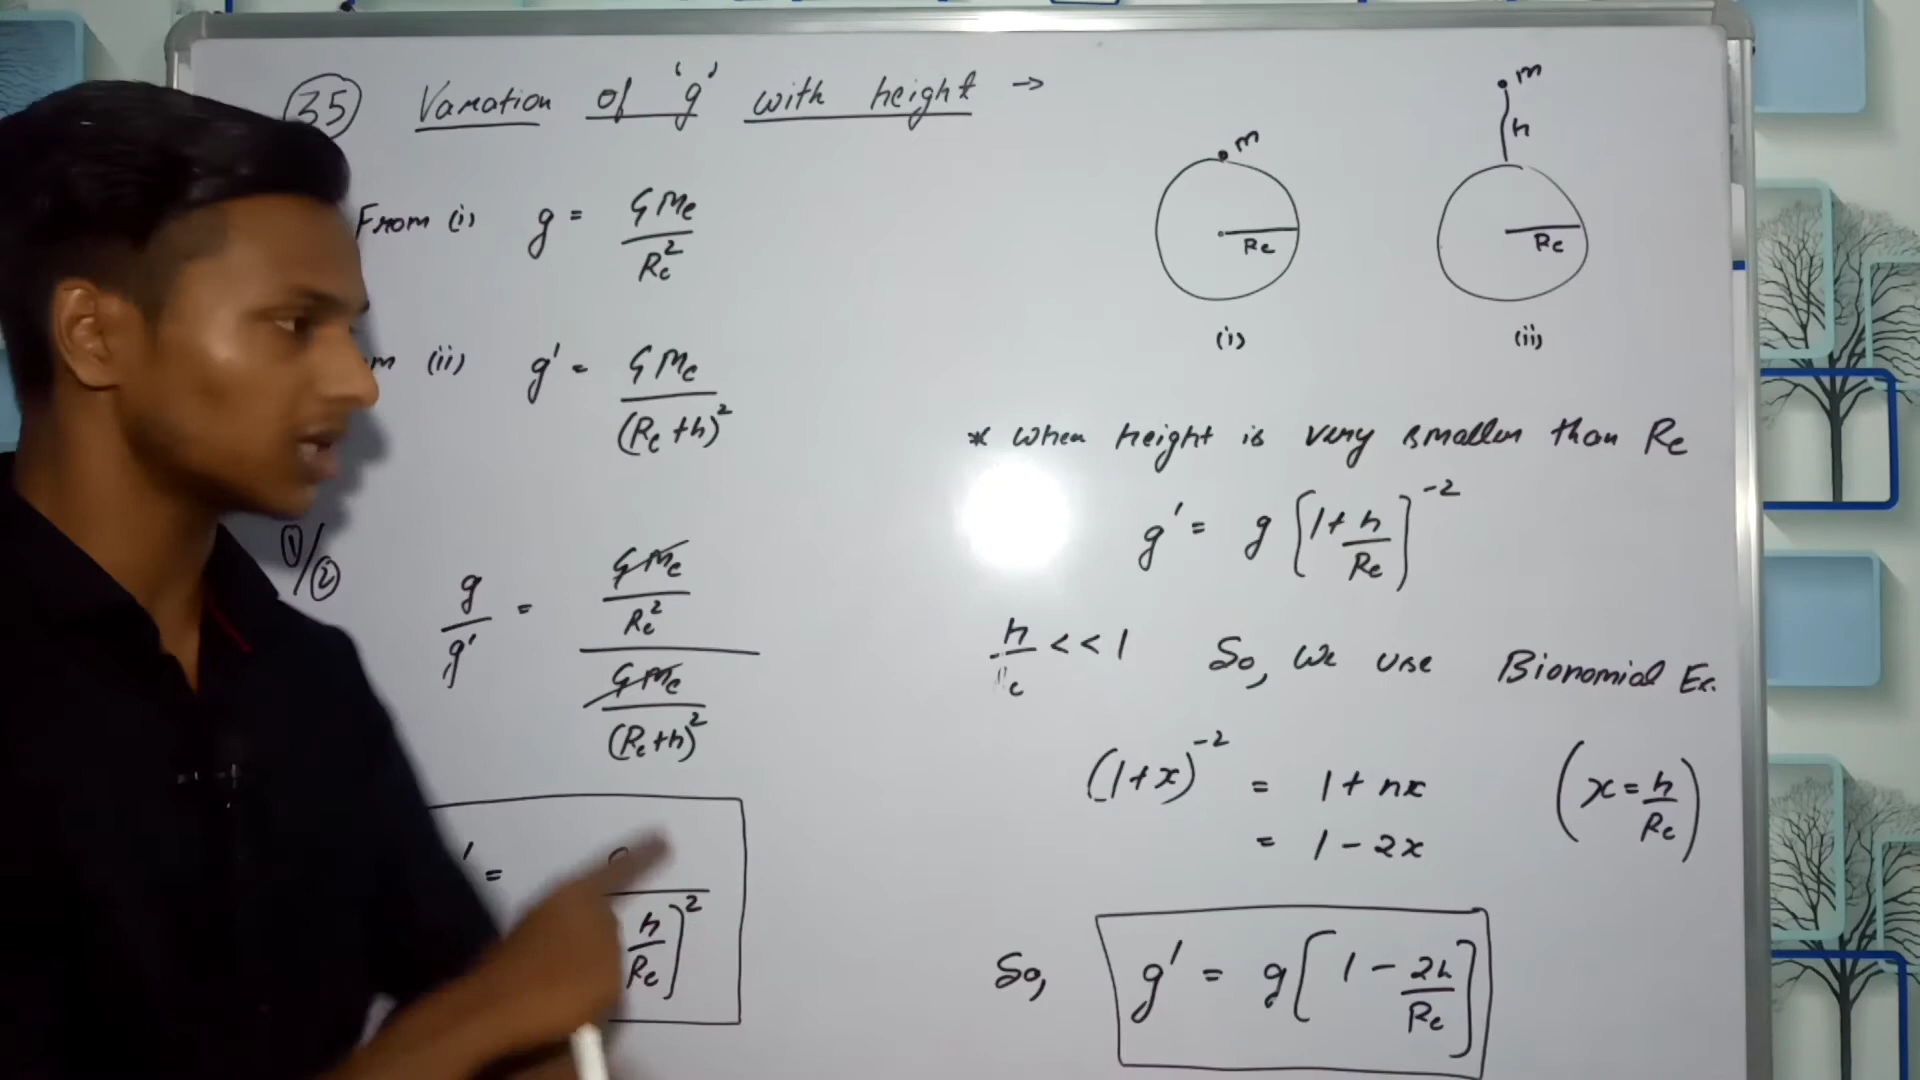 35 Variation of 'g' with height →
From (i) g = GMe / Re²
(ii) g' = GMe / (Re+h)²
①/②
g/g' = (GMe / Re²) / (GMe / (Re+h)²)
' = h/Re]²
m
Re
(i)
m
h
Re
(ii)
* When height is very smaller than Re
g' = g [1 + h/Re]⁻²
h/ e << 1 So, We use Bionomial Ex.
(1+x)⁻² = 1 + nx (x = h/Re)
= 1 - 2x
So, g' = g [1 - 2h/Re]